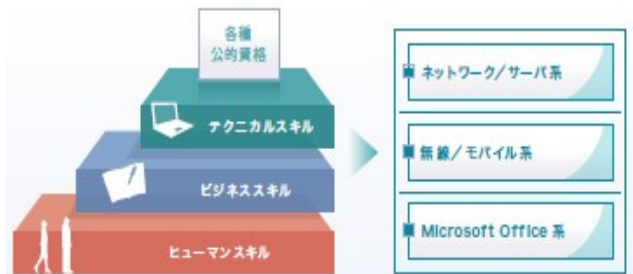 各種
公的資格
テクニカルスキル
ビジネススキル
ヒューマンスキル
ネットワーク/サーバ系
無線/モバイル系
Microsoft Office 系